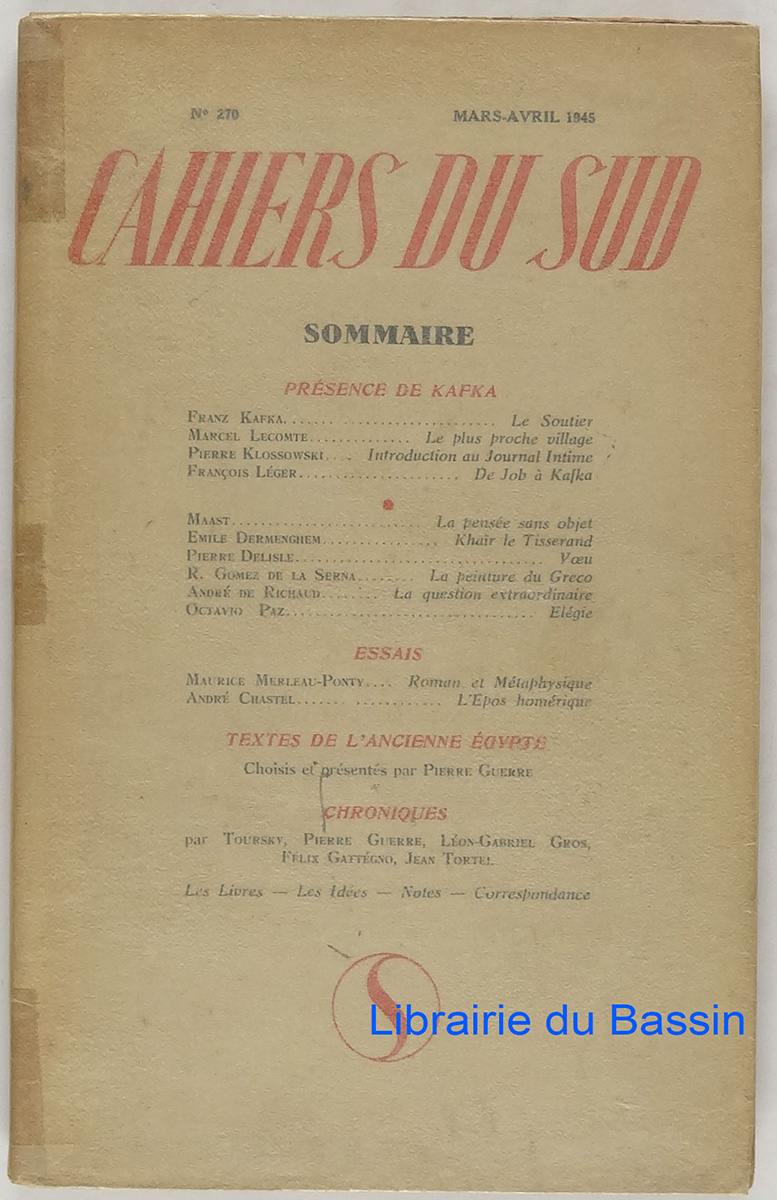 Nº 270 MARS-AVRIL 1945
CAHIERS DU SUD
SOMMAIRE
PRÉSENCE DE KAFKA
FRANZ KAFKA....... ....................... Le Soutier
MARCEL LECOMTE............. Le plus proche village
PIERRE KLOSSOWSKI.... Introduction au Journal Intime
FRANÇOIS LÉGER...................... De Job à Kafka
MAAST.......................... La pensée sans objet
EMILE DERMENGHEM................ Khaïr le Tisserand
PIERRE DELISLE.................................. Vœu
R. GOMEZ DE LA SERNA........ La peinture du Greco
ANDRÉ DE RICHAUD........ La question extraordinaire
OCTAVIO PAZ.................................. Elégie
ESSAIS
MAURICE MERLEAU-PONTY.... Roman et Métaphysique
ANDRÉ CHASTEL....... ............ L'Epos homérique
TEXTES DE L'ANCIENNE ÉGYPTE
Choisis et présentés par PIERRE GUERRE
CHRONIQUES
par TOURSKY, PIERRE GUERRE, LÉON-GABRIEL GROS,
FÉLIX GATTÉGNO, JEAN TORTEL
Les Livres — Les Idées — Notes — Correspondance
Librairie du Bassin